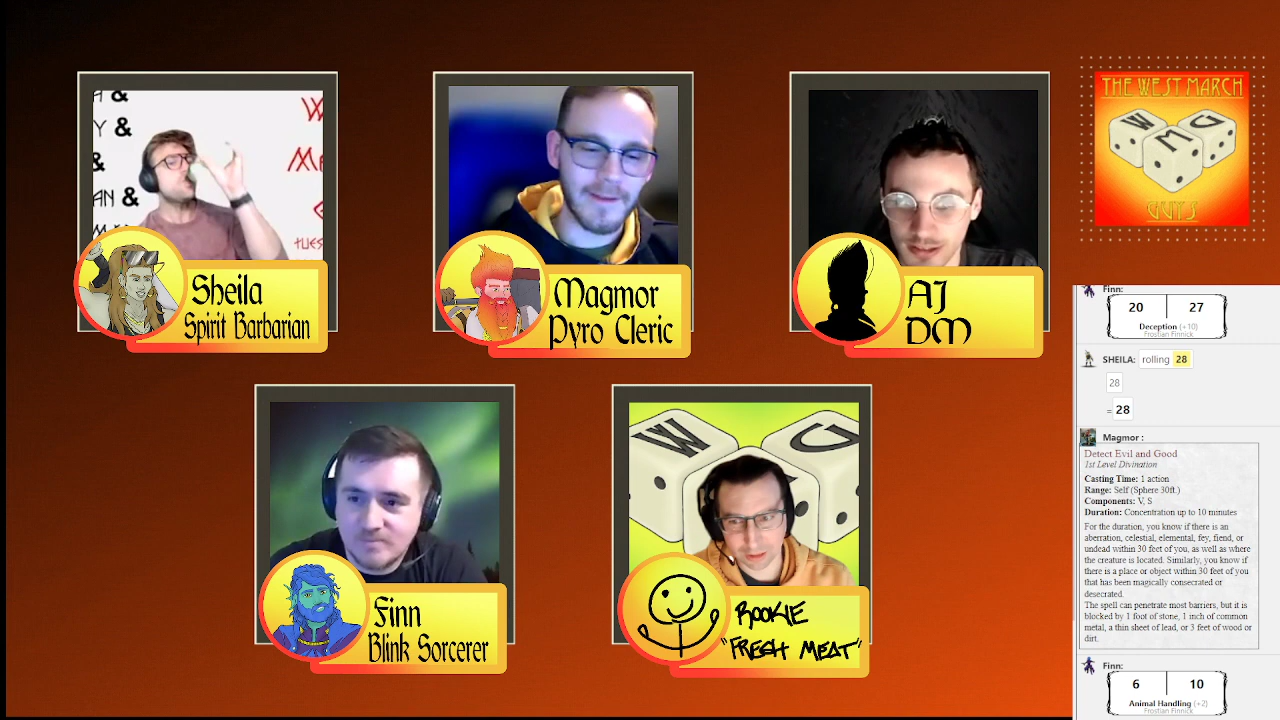 &
Y &
&
AN &
W
M
TUES
Sheila
Spirit Barbarian
Magmor
Pyro Cleric
AJ
DM
Finn
Blink Sorcerer
W
G
ROOKIE
"FRESH MEAT"
THE WEST MARCH
W
M
G
GUYS
Finn:
20 27
Deception (+10)
Frostian Finnick
SHEILA: rolling 28
28
= 28
Magmor :
Detect Evil and Good
1st Level Divination
Casting Time: 1 action
Range: Self (Sphere 30ft.)
Components: V, S
Duration: Concentration up to 10 minutes
For the duration, you know if there is an
aberration, celestial, elemental, fey, fiend, or
undead within 30 feet of you, as well as where
the creature is located. Similarly, you know if
there is a place or object within 30 feet of you
that has been magically consecrated or
desecrated.
The spell can penetrate most barriers, but it is
blocked by 1 foot of stone, 1 inch of common
metal, a thin sheet of lead, or 3 feet of wood or
dirt.
Finn:
6 10
Animal Handling (+2)
Frostian Finnick